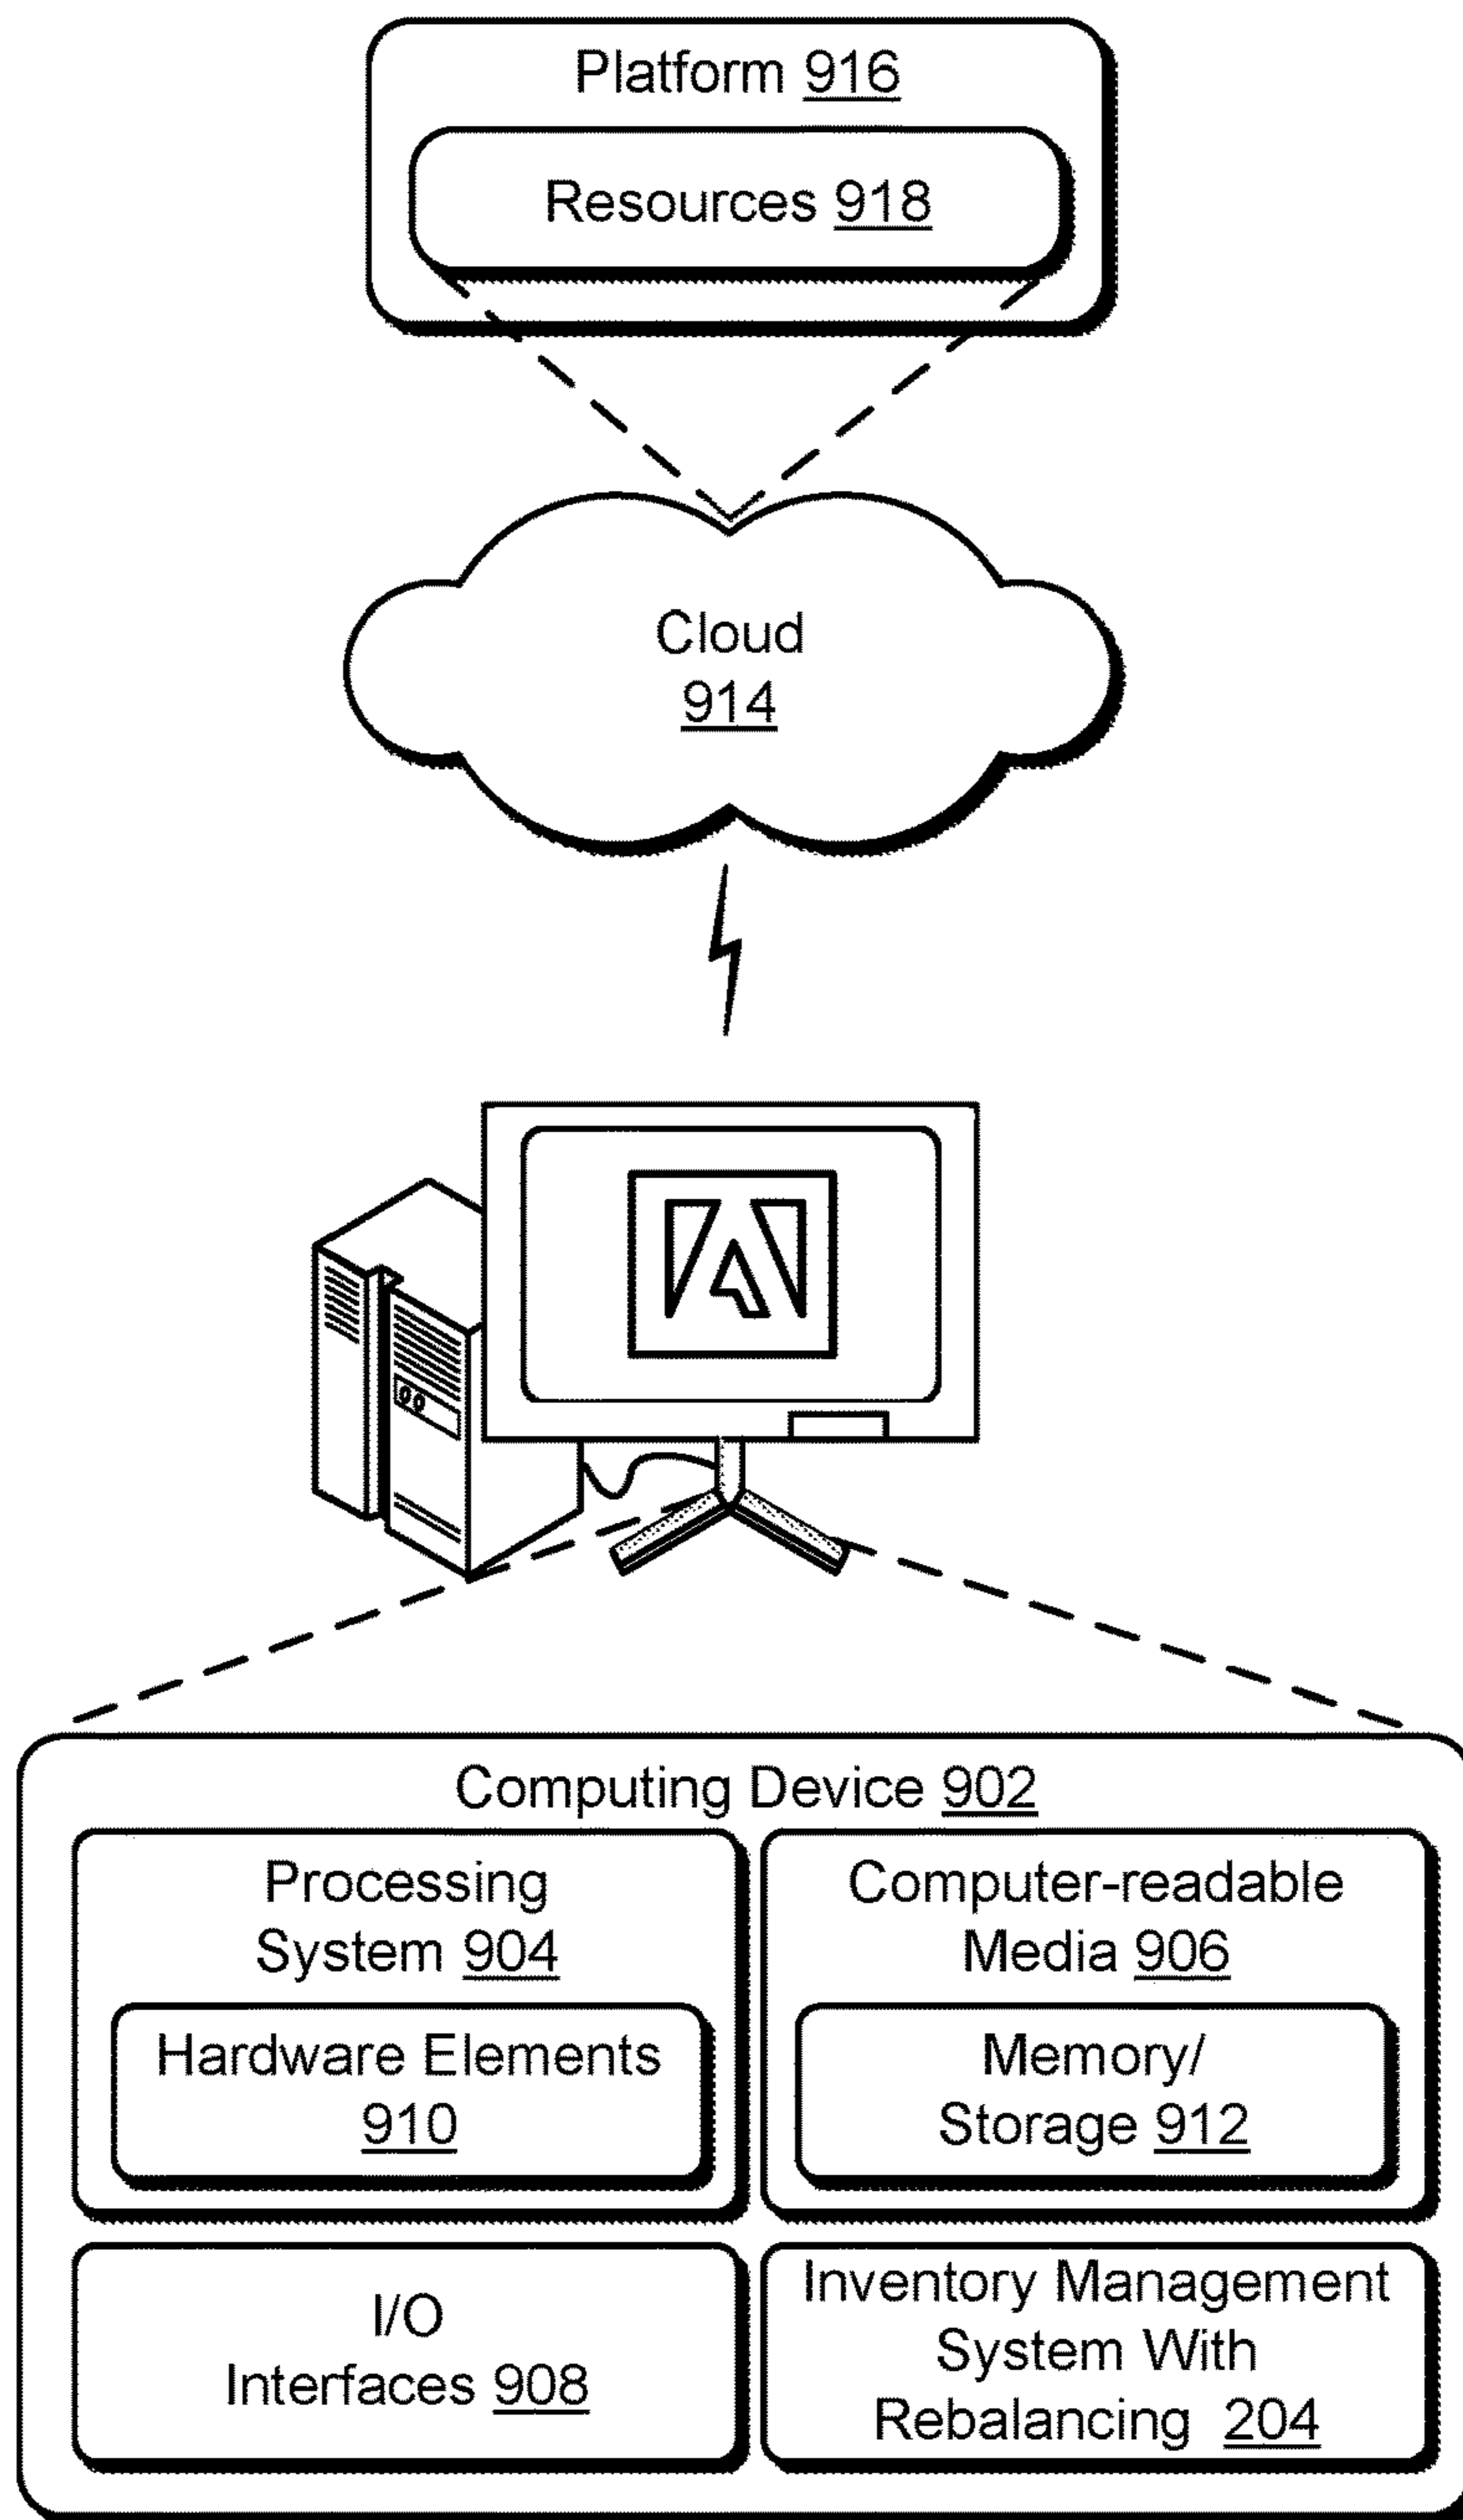 Platform 916
Resources 918
Cloud
914
Computing Device 902
Processing
System 904
Hardware Elements
910
Computer-readable
Media 906
Memory/
Storage 912
I/O
Interfaces 908
Inventory Management
System With
Rebalancing 204